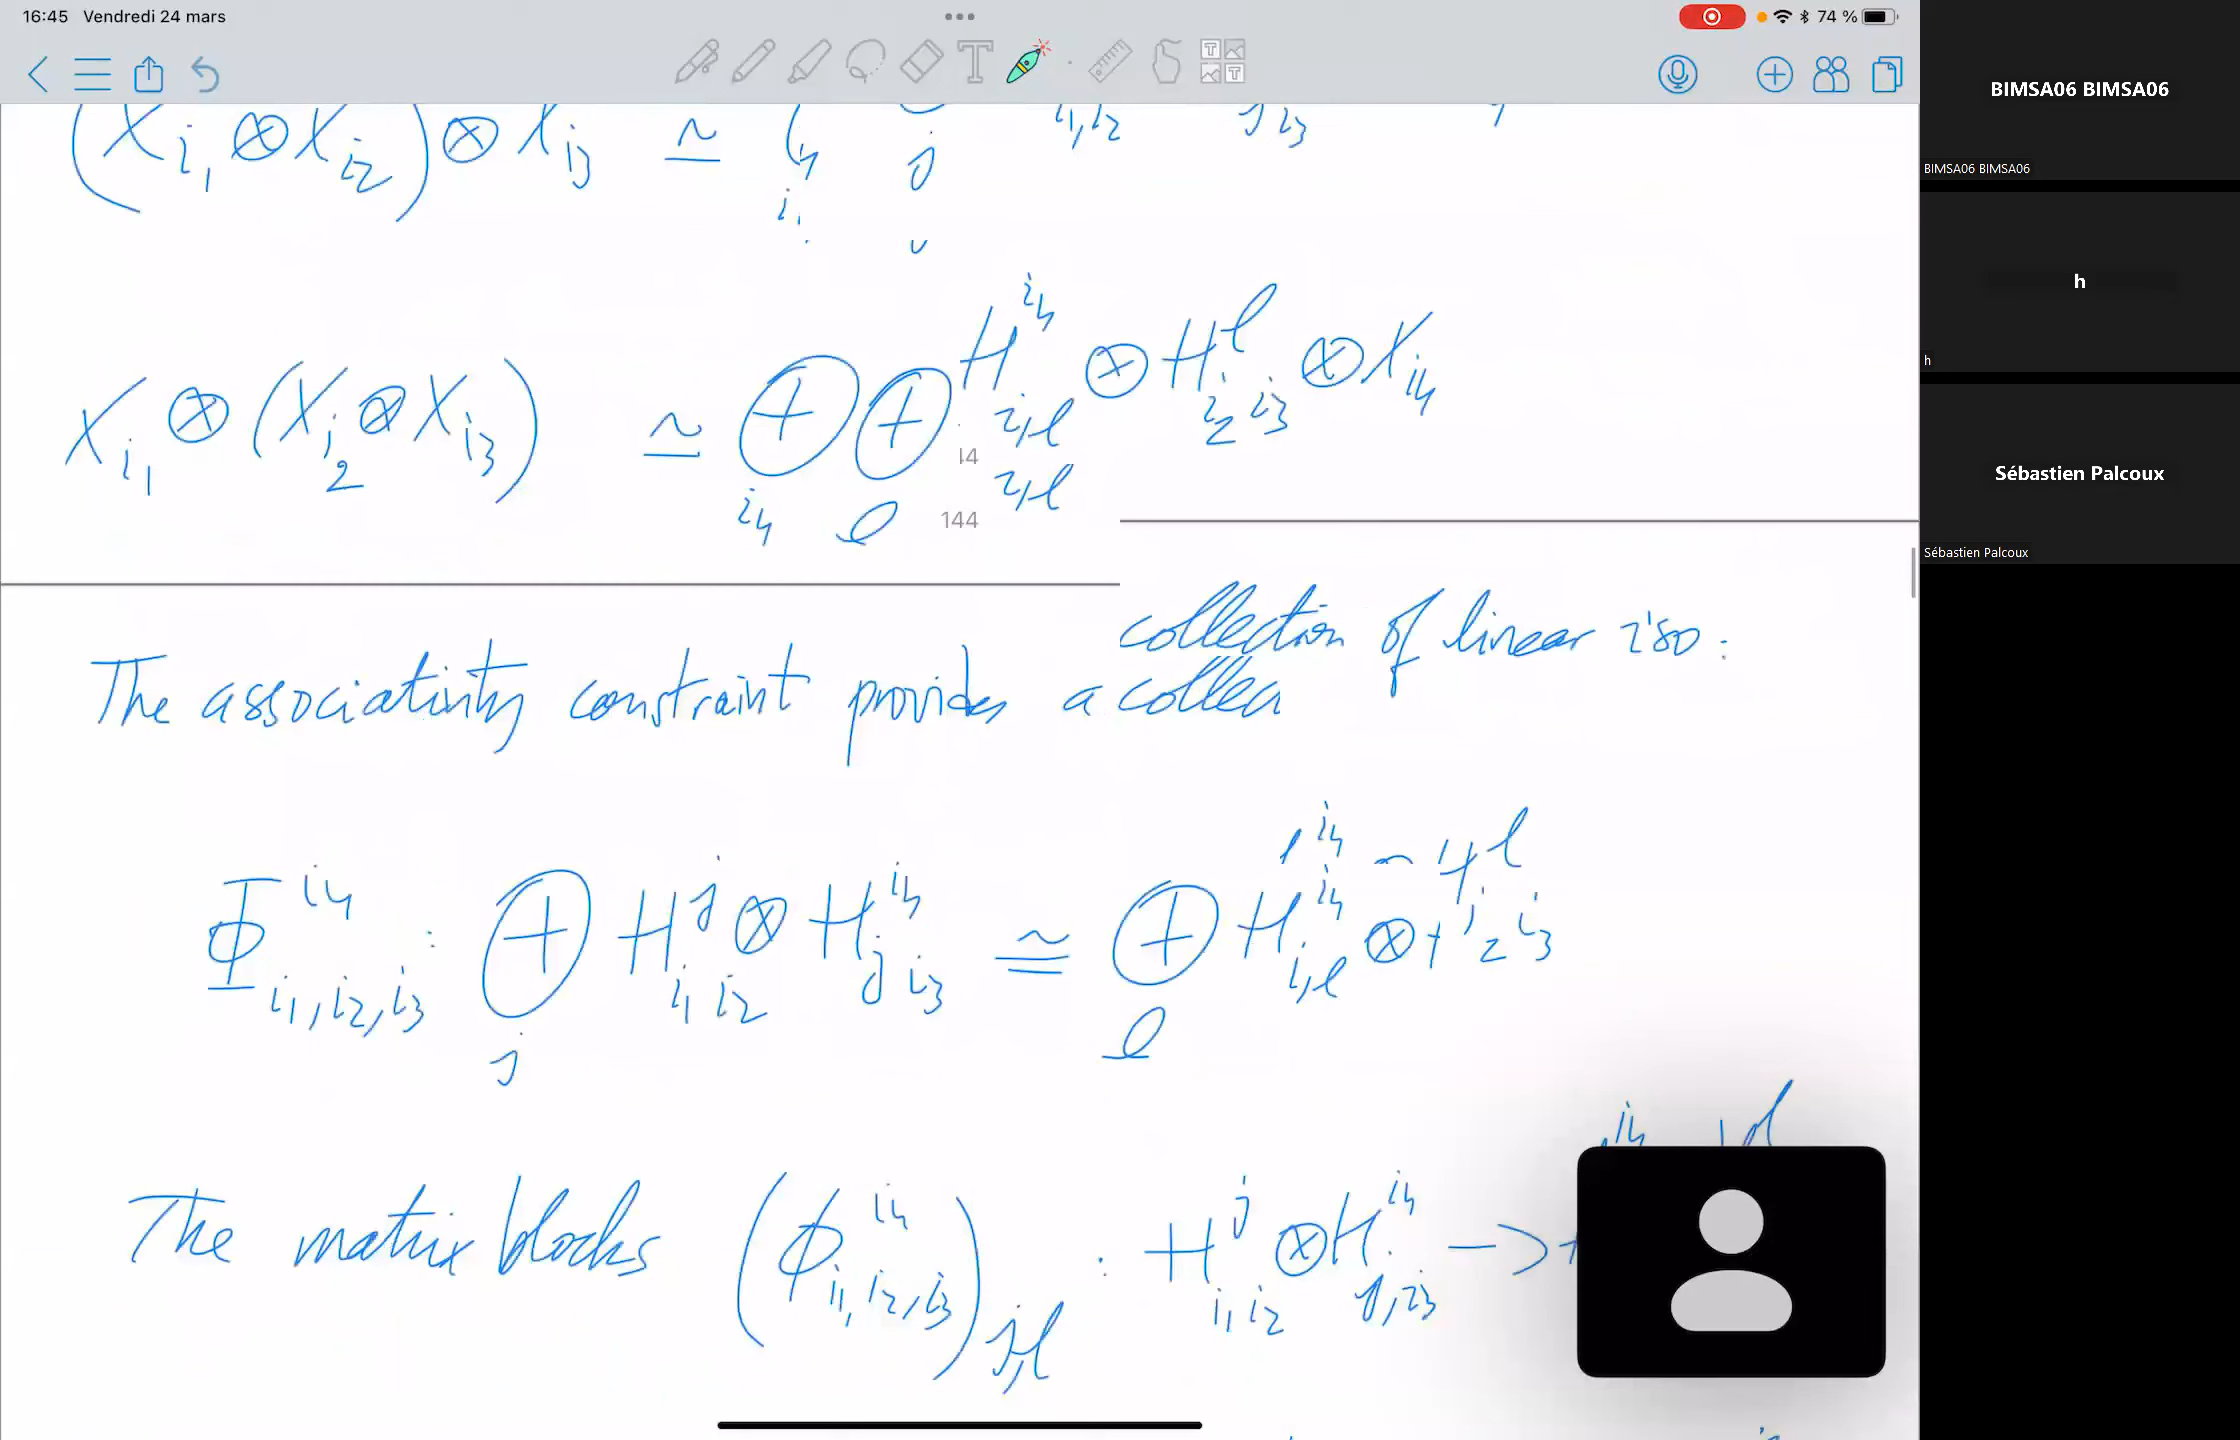 16:45 Vendredi 24 mars
74 %
BIMSA06 BIMSA06
BIMSA06 BIMSA06
h
h
Sébastien Palcoux
Sébastien Palcoux
(X_{i_1} ⊗ X_{i_2}) ⊗ X_{i_3} ≃
X_{i_1} ⊗ (X_{i_2} ⊗ X_{i_3}) ≃ ⊕_{i_4} ⊕_l H^{i_4}_{i_1 l} ⊗ H^l_{i_2 i_3} ⊗ X_{i_4}
144
The associativity constraint provides a collection of linear iso:
Φ^{i_4}_{i_1, i_2, i_3} : ⊕_j H^j_{i_1 i_2} ⊗ H^{i_4}_{j i_3} ≅ ⊕_l H^{i_4}_{i_1 l} ⊗ H^l_{i_2 i_3}
The matrix blocks (Φ^{i_4}_{i_1, i_2, i_3})_{j,l} : H^j_{i_1 i_2} ⊗ H^{i_4}_{j, i_3} →